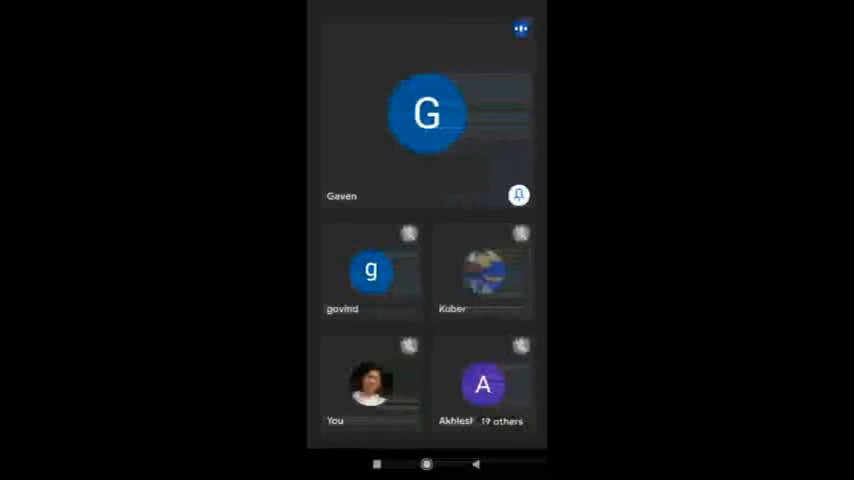 G
Gaven
g
govind
Kuber
You
A
Akhlesh 19 others